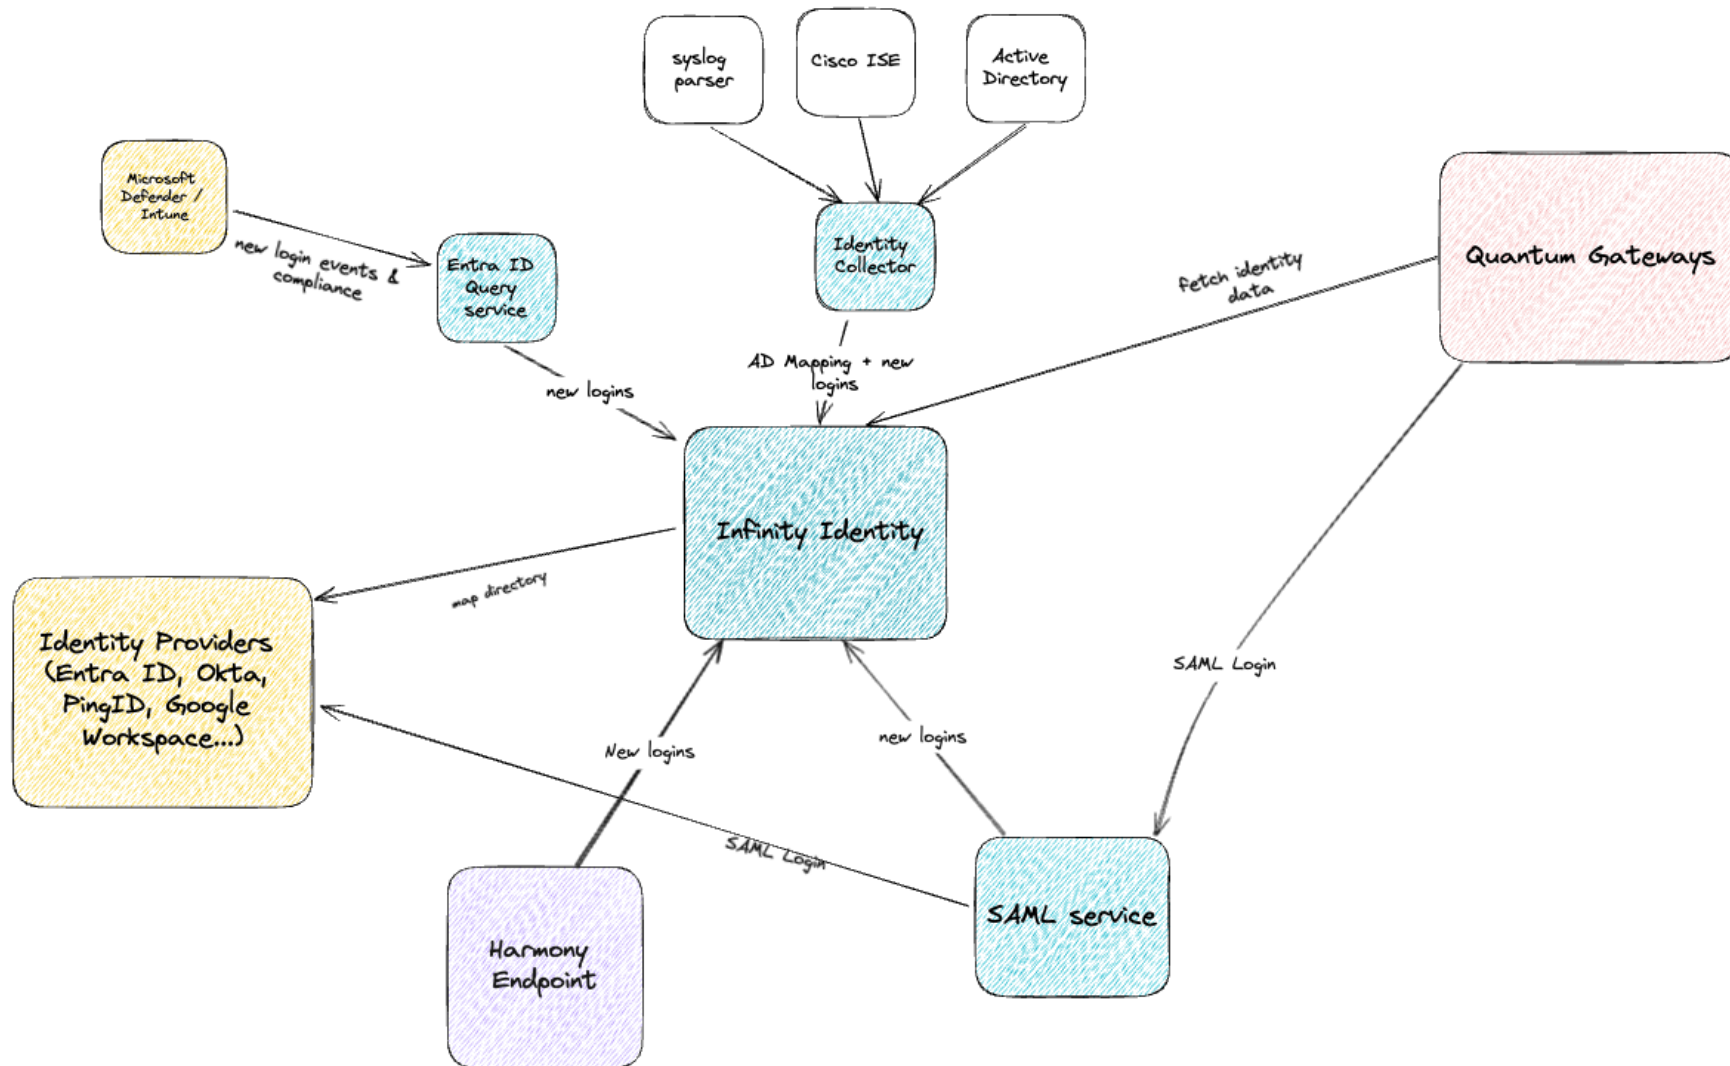 syslog
parser
Cisco ISE
Active
Directory
Microsoft
Defender /
Intune
new login events &
compliance
Entra ID
Query
service
Identity
Collector
Quantum Gateways
fetch identity
data
AD Mapping + new
logins
new logins
Infinity Identity
map directory
Identity Providers
(Entra ID, Okta,
PingID, Google
Workspace...)
SAML Login
New logins
new logins
SAML Login
SAML service
Harmony
Endpoint